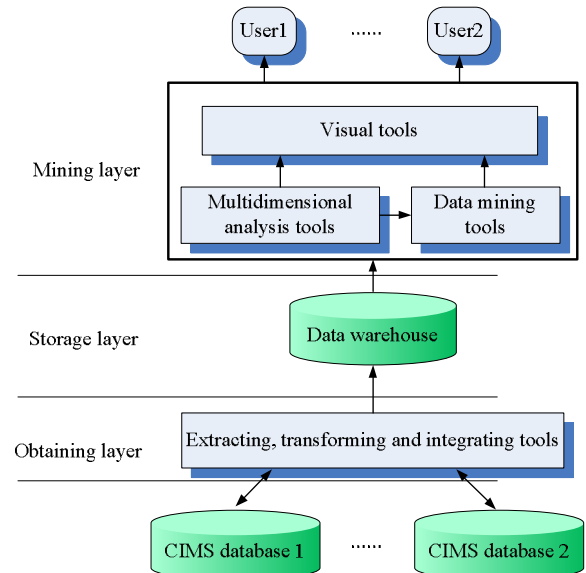 User1 ...... User2
Visual tools
Mining layer
Multidimensional
analysis tools
Data mining
tools
Storage layer
Data warehouse
Obtaining layer
Extracting, transforming and integrating tools
CIMS database 1 ...... CIMS database 2